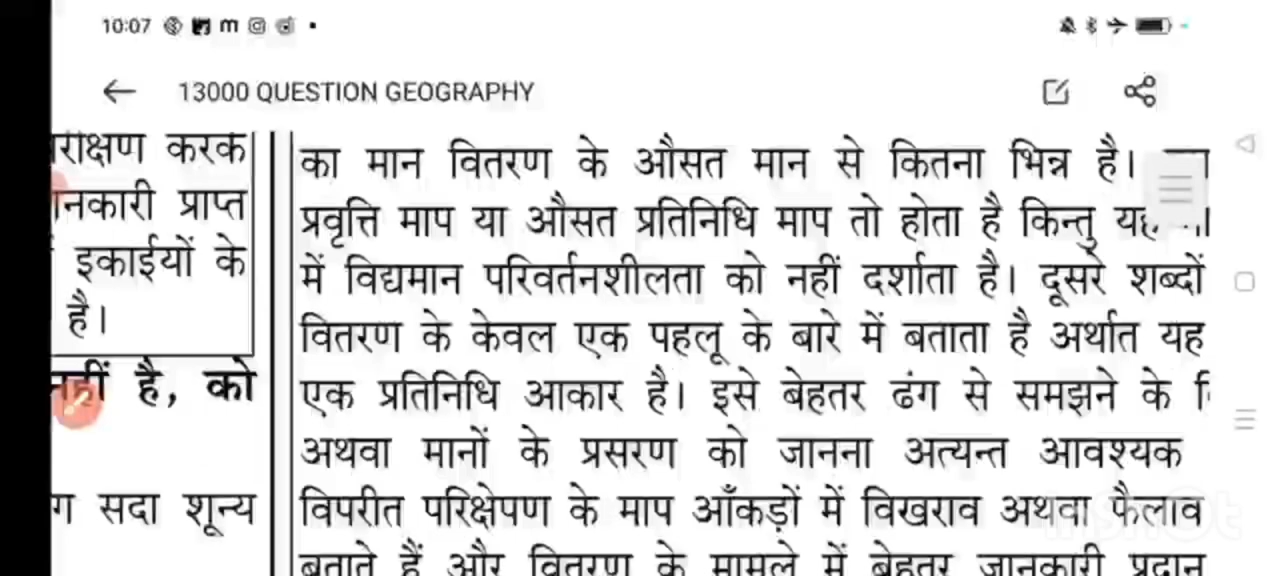 10:07
13000 QUESTION GEOGRAPHY
करक
नकारी प्राप्त
इकाईयों के
है।
नहीं है, को
ग सदा शून्य
का मान वितरण के औसत मान से कितना भिन्न है।
प्रवृत्ति माप या औसत प्रतिनिधि माप तो होता है किन्तु यह
में विद्यमान परिवर्तनशीलता को नहीं दर्शाता है। दूसरे शब्दों
वितरण के केवल एक पहलू के बारे में बताता है अर्थात यह
एक प्रतिनिधि आकार है। इसे बेहतर ढंग से समझने के
अथवा मानों के प्रसरण को जानना अत्यन्त आवश्यक
विपरीत परिक्षेपण के माप आँकड़ों में विखराव अथवा फैलाव
बताते हैं और वितरण के मामले में बेहतर जानकारी प्रदान
InShOt